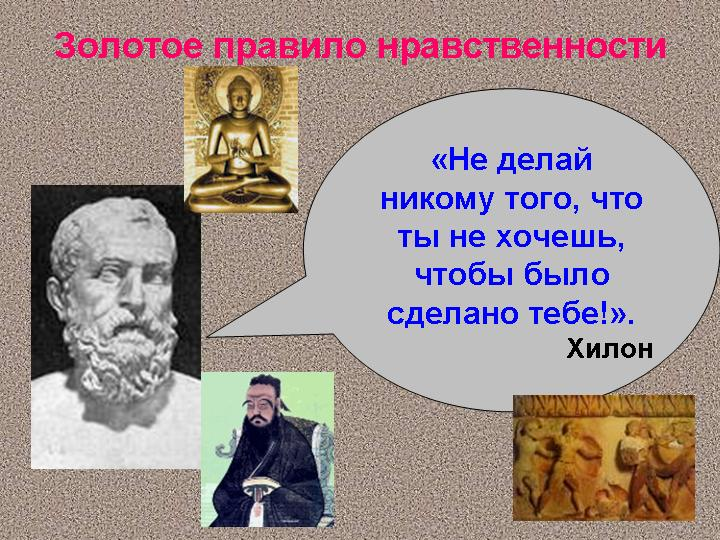 Золотое правило нравственности
«Не делай
никому того, что
ты не хочешь,
чтобы было
сделано тебе!».
Хилон